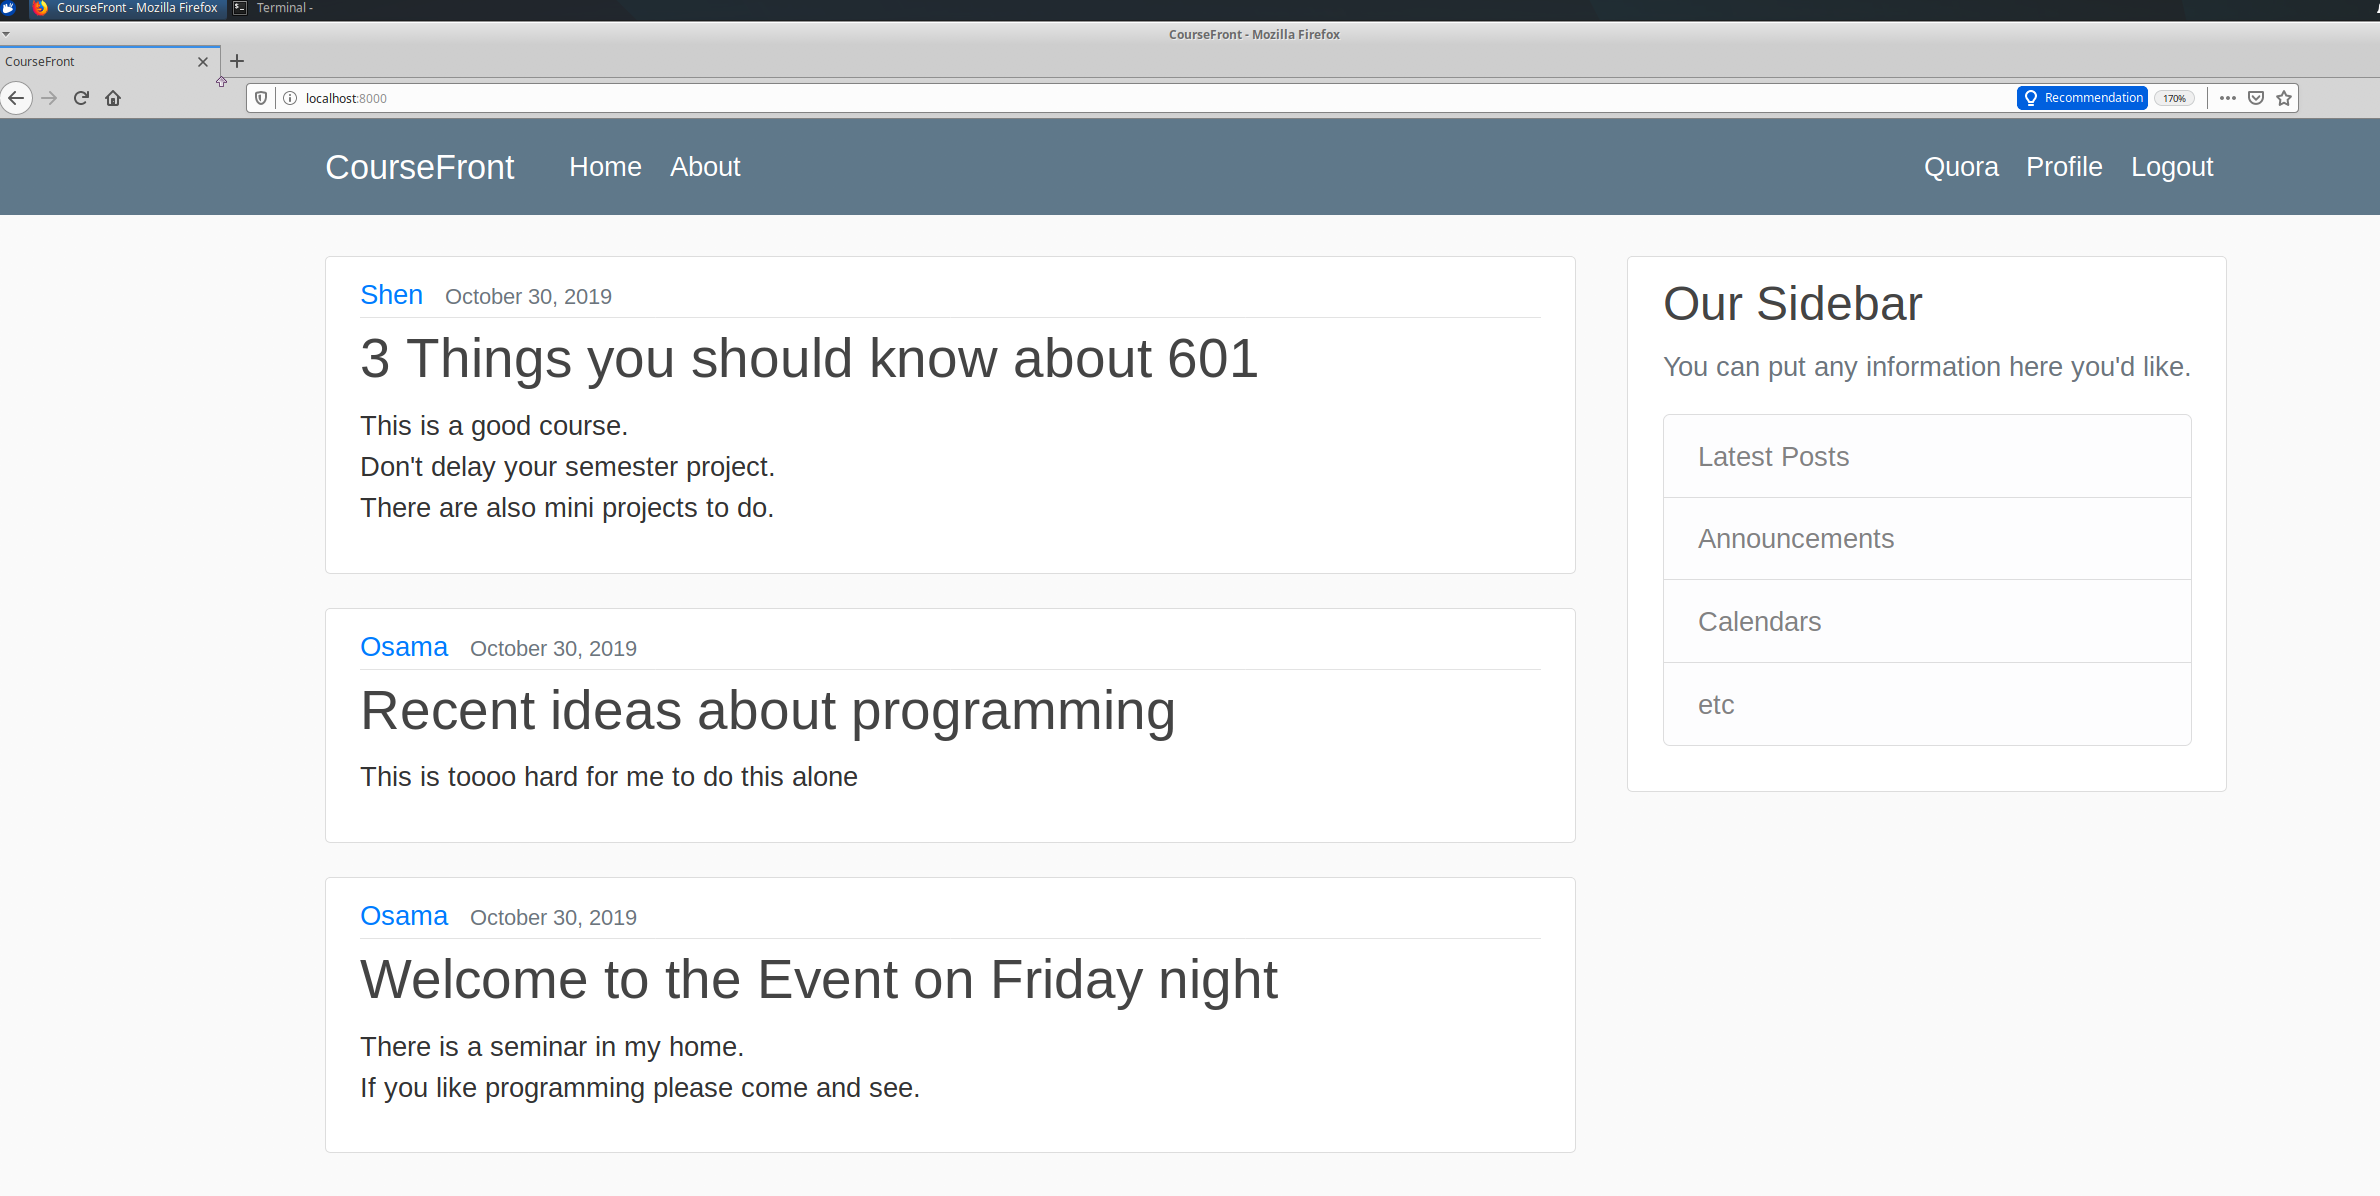 CourseFront - Mozilla Firefox
Terminal -
CourseFront - Mozilla Firefox
CourseFront
localhost:8000
Recommendation
170%
CourseFront
Home
About
Quora
Profile
Logout
Shen October 30, 2019
3 Things you should know about 601
This is a good course.
Don't delay your semester project.
There are also mini projects to do.
Osama October 30, 2019
Recent ideas about programming
This is toooo hard for me to do this alone
Osama October 30, 2019
Welcome to the Event on Friday night
There is a seminar in my home.
If you like programming please come and see.
Our Sidebar
You can put any information here you'd like.
Latest Posts
Announcements
Calendars
etc